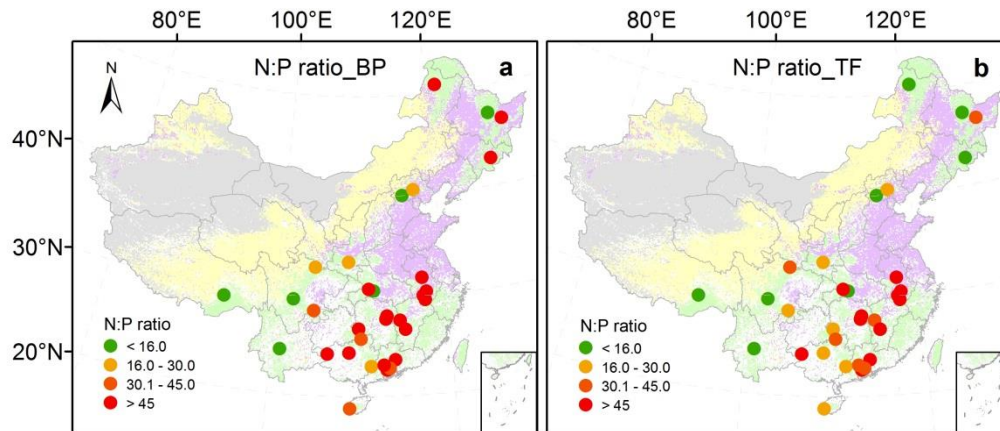 80°E 100°E 120°E 80°E 100°E 120°E
N:P ratio_BP a N:P ratio_TF b
N
40°N
30°N
20°N
N:P ratio N:P ratio
< 16.0 < 16.0
16.0 - 30.0 16.0 - 30.0
30.1 - 45.0 30.1 - 45.0
> 45 > 45